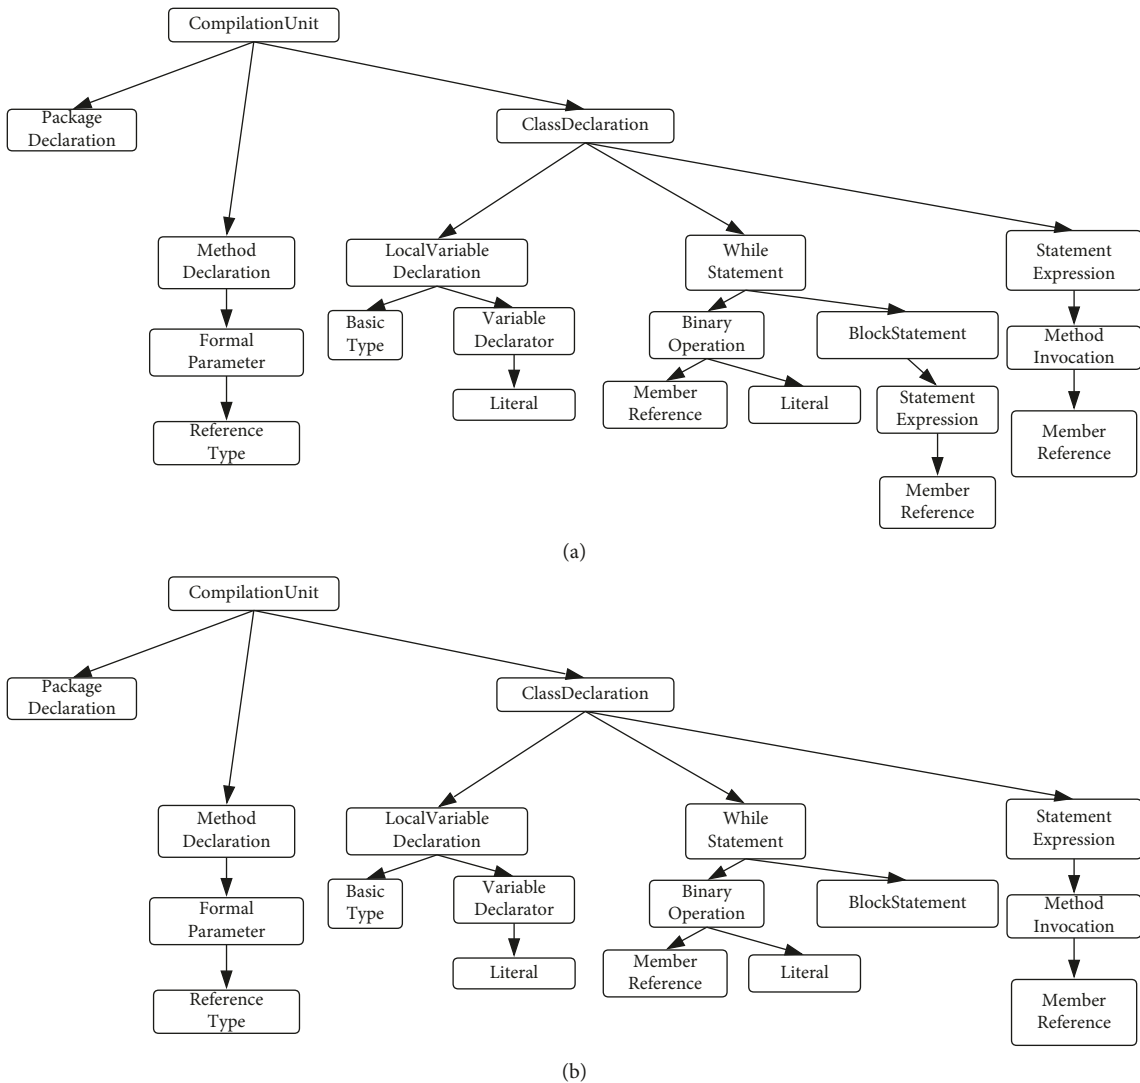 CompilationUnit
Package
Declaration
ClassDeclaration
Method
Declaration
LocalVariable
Declaration
While
Statement
Statement
Expression
Basic
Type
Variable
Declarator
Binary
Operation
BlockStatement
Method
Invocation
Formal
Parameter
Literal
Member
Reference
Literal
Statement
Expression
Member
Reference
Reference
Type
Member
Reference
(a)
CompilationUnit
Package
Declaration
ClassDeclaration
Method
Declaration
LocalVariable
Declaration
While
Statement
Statement
Expression
Basic
Type
Variable
Declarator
Binary
Operation
BlockStatement
Method
Invocation
Formal
Parameter
Literal
Member
Reference
Literal
Member
Reference
Reference
Type
(b)